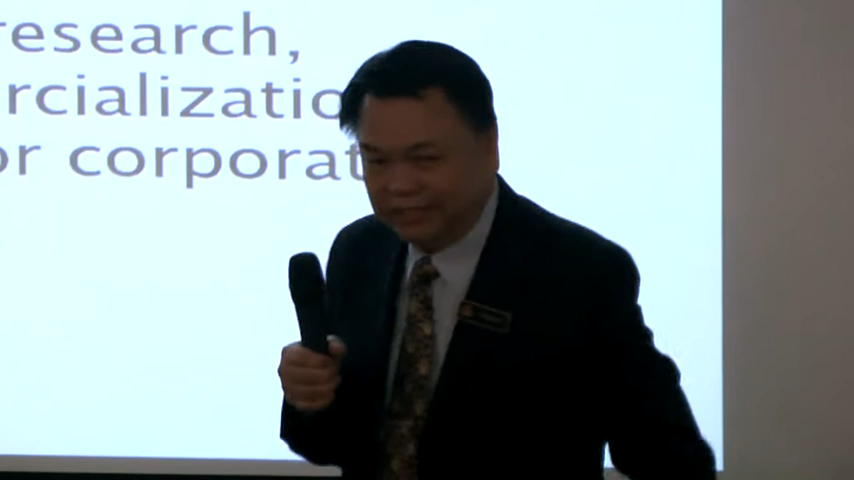 research,
rcializatio
or corporat